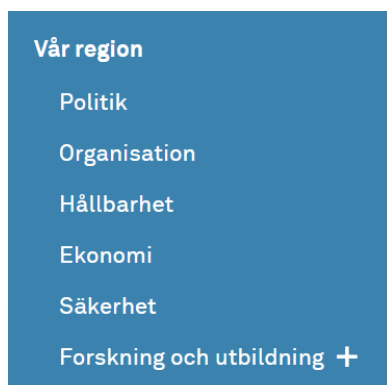 Vår region
Politik
Organisation
Hållbarhet
Ekonomi
Säkerhet
Forskning och utbildning +